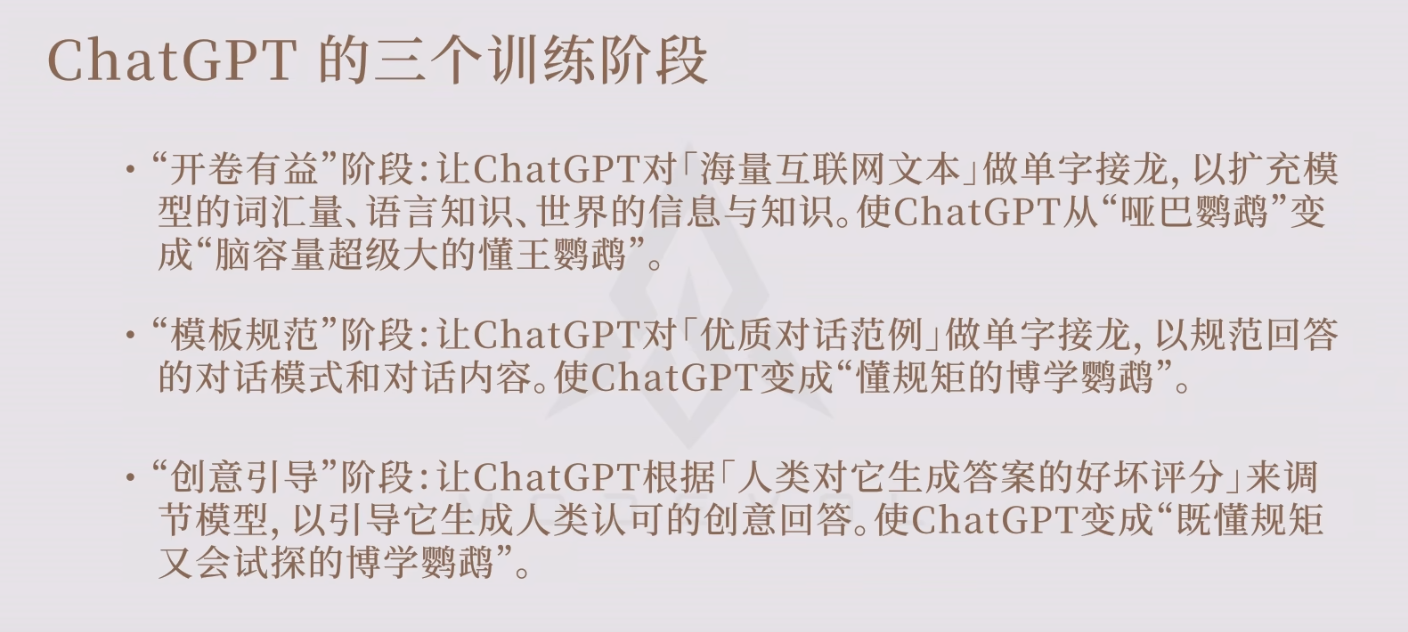 ChatGPT 的三个训练阶段
•“开卷有益”阶段：让ChatGPT对「海量互联网文本」做单字接龙，以扩充模
型的词汇量、语言知识、世界的信息与知识。使ChatGPT从“哑巴鹦鹉”变
成“脑容量超级大的懂王鹦鹉”。
•“模板规范”阶段：让ChatGPT对「优质对话范例」做单字接龙，以规范回答
的对话模式和对话内容。使ChatGPT变成“懂规矩的博学鹦鹉”。
•“创意引导”阶段：让ChatGPT根据「人类对它生成答案的好坏评分」来调
节模型，以引导它生成人类认可的创意回答。使ChatGPT变成“既懂规矩
又会试探的博学鹦鹉”。